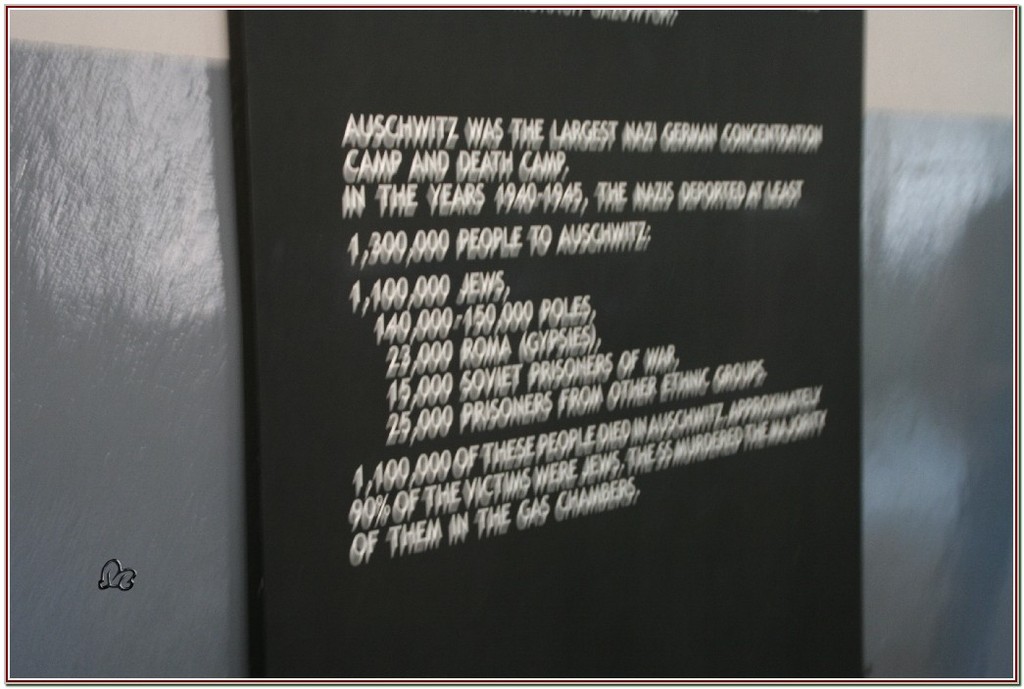 AUSCHWITZ WAS THE LARGEST NAZI GERMAN CONCENTRATION
CAMP AND DEATH CAMP.
IN THE YEARS 1940-1945, THE NAZIS DEPORTED AT LEAST
1,300,000 PEOPLE TO AUSCHWITZ:
1,100,000 JEWS,
140,000-150,000 POLES,
23,000 ROMA (GYPSIES),
15,000 SOVIET PRISONERS OF WAR,
25,000 PRISONERS FROM OTHER ETHNIC GROUPS.
1,100,000 OF THESE PEOPLE DIED IN AUSCHWITZ. APPROXIMATELY
90% OF THE VICTIMS WERE JEWS. THE SS MURDERED THE MAJORITY
OF THEM IN THE GAS CHAMBERS.